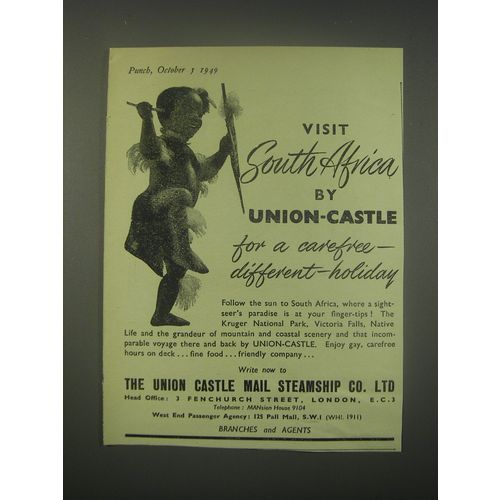 Punch, October 5 1949
VISIT
South Africa
BY
UNION-CASTLE
for a carefree—
different—holiday
Follow the sun to South Africa, where a sight-
seer's paradise is at your finger-tips! The
Kruger National Park, Victoria Falls, Native
Life and the grandeur of mountain and coastal scenery and that incom-
parable voyage there and back by UNION-CASTLE. Enjoy gay, carefree
hours on deck...fine food...friendly company...
Write now to
THE UNION CASTLE MAIL STEAMSHIP CO. LTD
Head Office: 3 FENCHURCH STREET, LONDON, E.C.3
Telephone: MANsion House 9104
West End Passenger Agency: 125 Pall Mall, S.W.1 (WHI. 1911)
BRANCHES and AGENTS